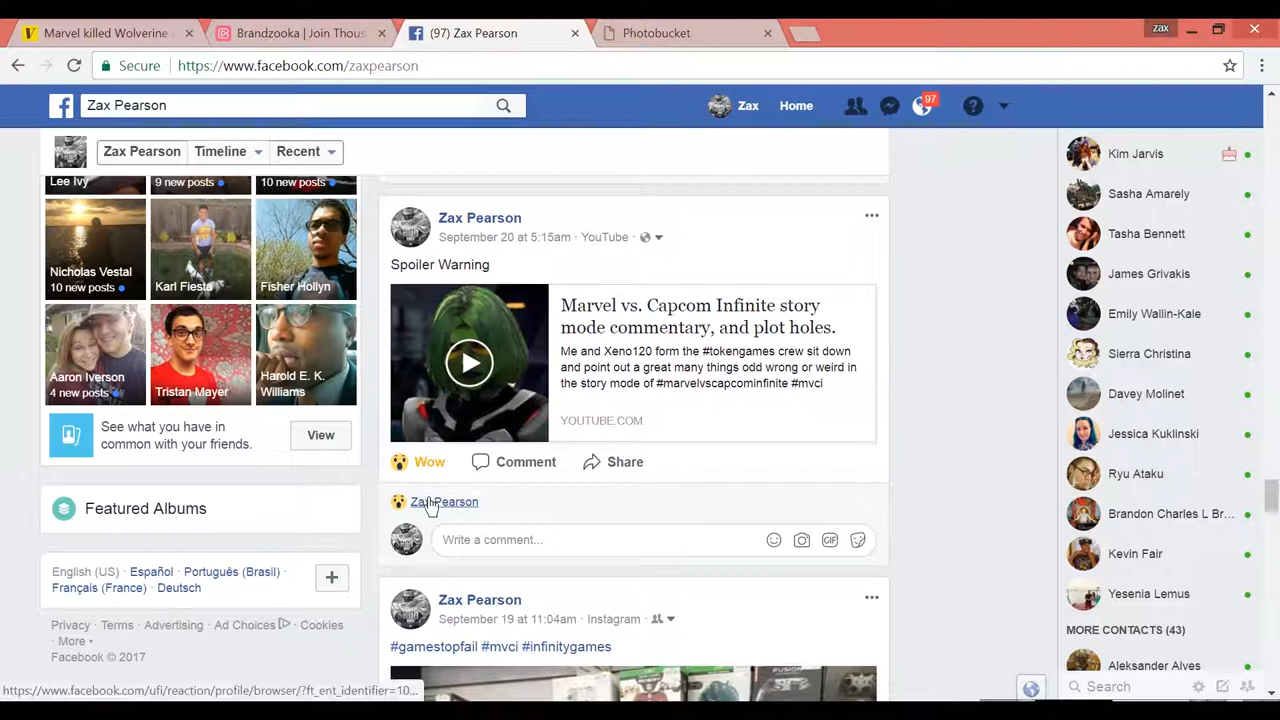 Marvel killed Wolverine
Brandzooka | Join Thous
(97) Zax Pearson
Photobucket
zax
Secure
https://www.facebook.com/zaxpearson
Zax Pearson
Zax
Home
97
Zax Pearson
Timeline
Recent
Lee Ivy
9 new posts
10 new posts
Nicholas Vestal
10 new posts
Karl Fiesta
Fisher Hollyn
Aaron Iverson
4 new posts
Tristan Mayer
Harold E. K.
Williams
See what you have in
common with your friends.
View
Featured Albums
English (US) · Español · Português (Brasil) ·
Français (France) · Deutsch
Privacy · Terms · Advertising · Ad Choices · Cookies
· More
Facebook © 2017
https://www.facebook.com/ufi/reaction/profile/browser/?ft_ent_identifier=10...
Zax Pearson
September 20 at 5:15am · YouTube ·
Spoiler Warning
Marvel vs. Capcom Infinite story
mode commentary, and plot holes.
Me and Xeno120 form the #tokengames crew sit down
and point out a great many things odd wrong or weird in
the story mode of #marvelvscapcominfinite #mvci
YOUTUBE.COM
Wow
Comment
Share
Zax Pearson
Write a comment...
GIF
Zax Pearson
September 19 at 11:04am · Instagram ·
#gamestopfail #mvci #infinitygames
Kim Jarvis
Sasha Amarely
Tasha Bennett
James Grivakis
Emily Wallin-Kale
Sierra Christina
Davey Molinet
Jessica Kuklinski
Ryu Ataku
Brandon Charles L Br...
Kevin Fair
Yesenia Lemus
MORE CONTACTS (43)
Aleksander Alves
Search